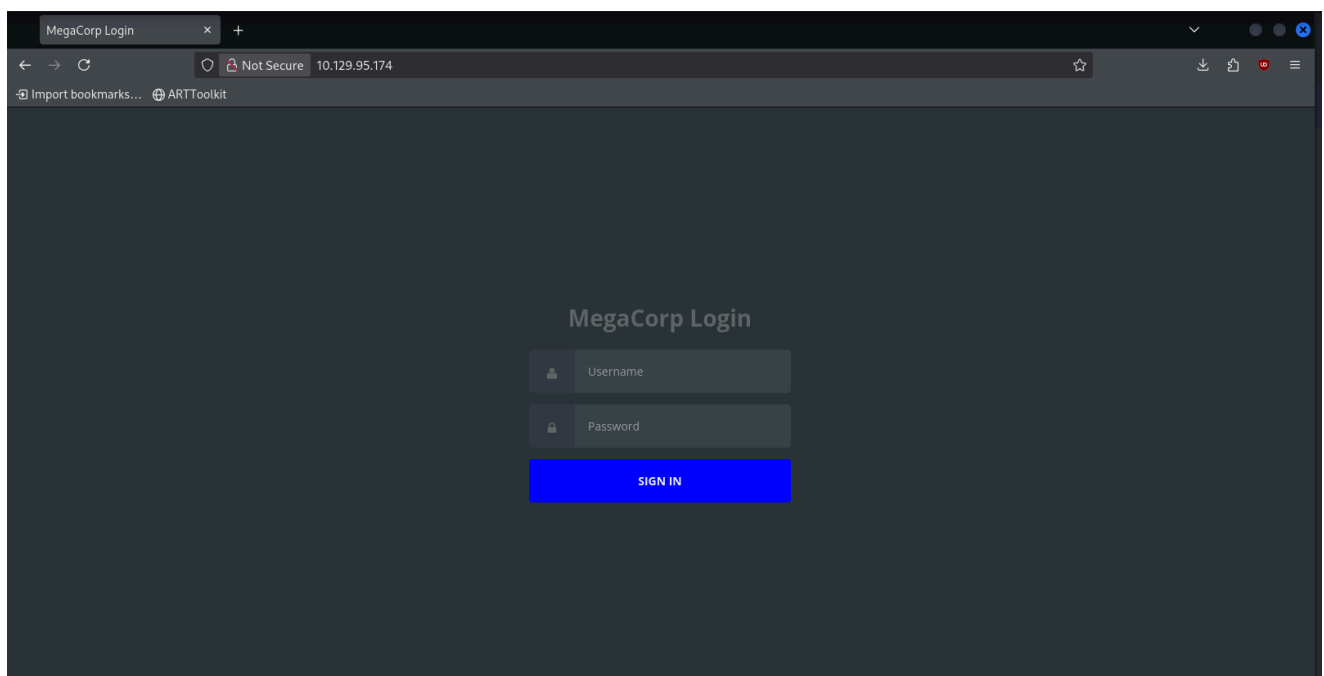 MegaCorp Login
Not Secure 10.129.95.174
Import bookmarks... ARTToolkit
MegaCorp Login
Username
Password
SIGN IN